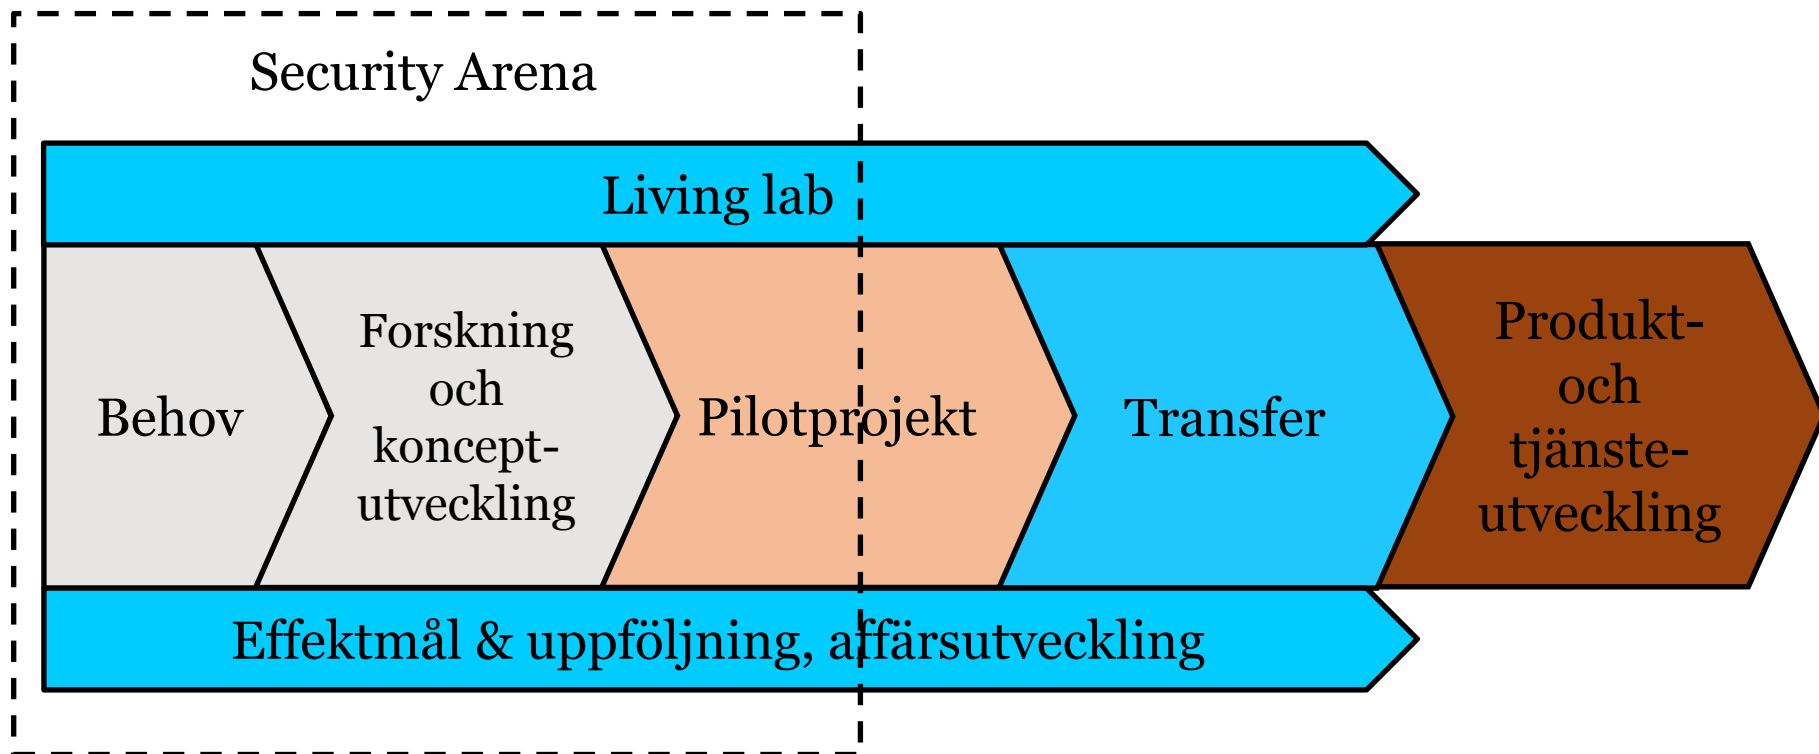 Security Arena
Living lab
Behov
Forskning
och
koncept-
utveckling
Pilotprojekt
Transfer
Produkt-
och
tjänste-
utveckling
Effektmål & uppföljning, affärsutveckling